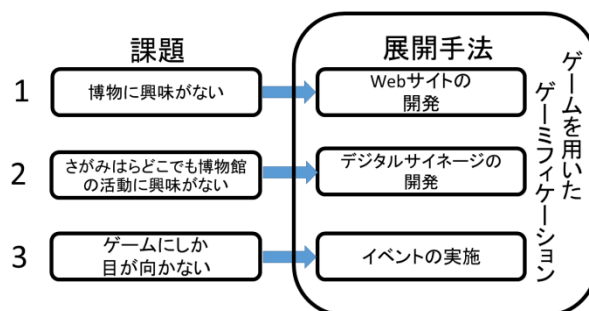 課題
展開手法
1
博物に興味がない
Webサイトの
開発
2
さがみはらどこでも博物館
の活動に興味がない
デジタルサイネージの
開発
3
ゲームにしか
目が向かない
イベントの実施
ゲームを用いた
ゲーミフィケーション